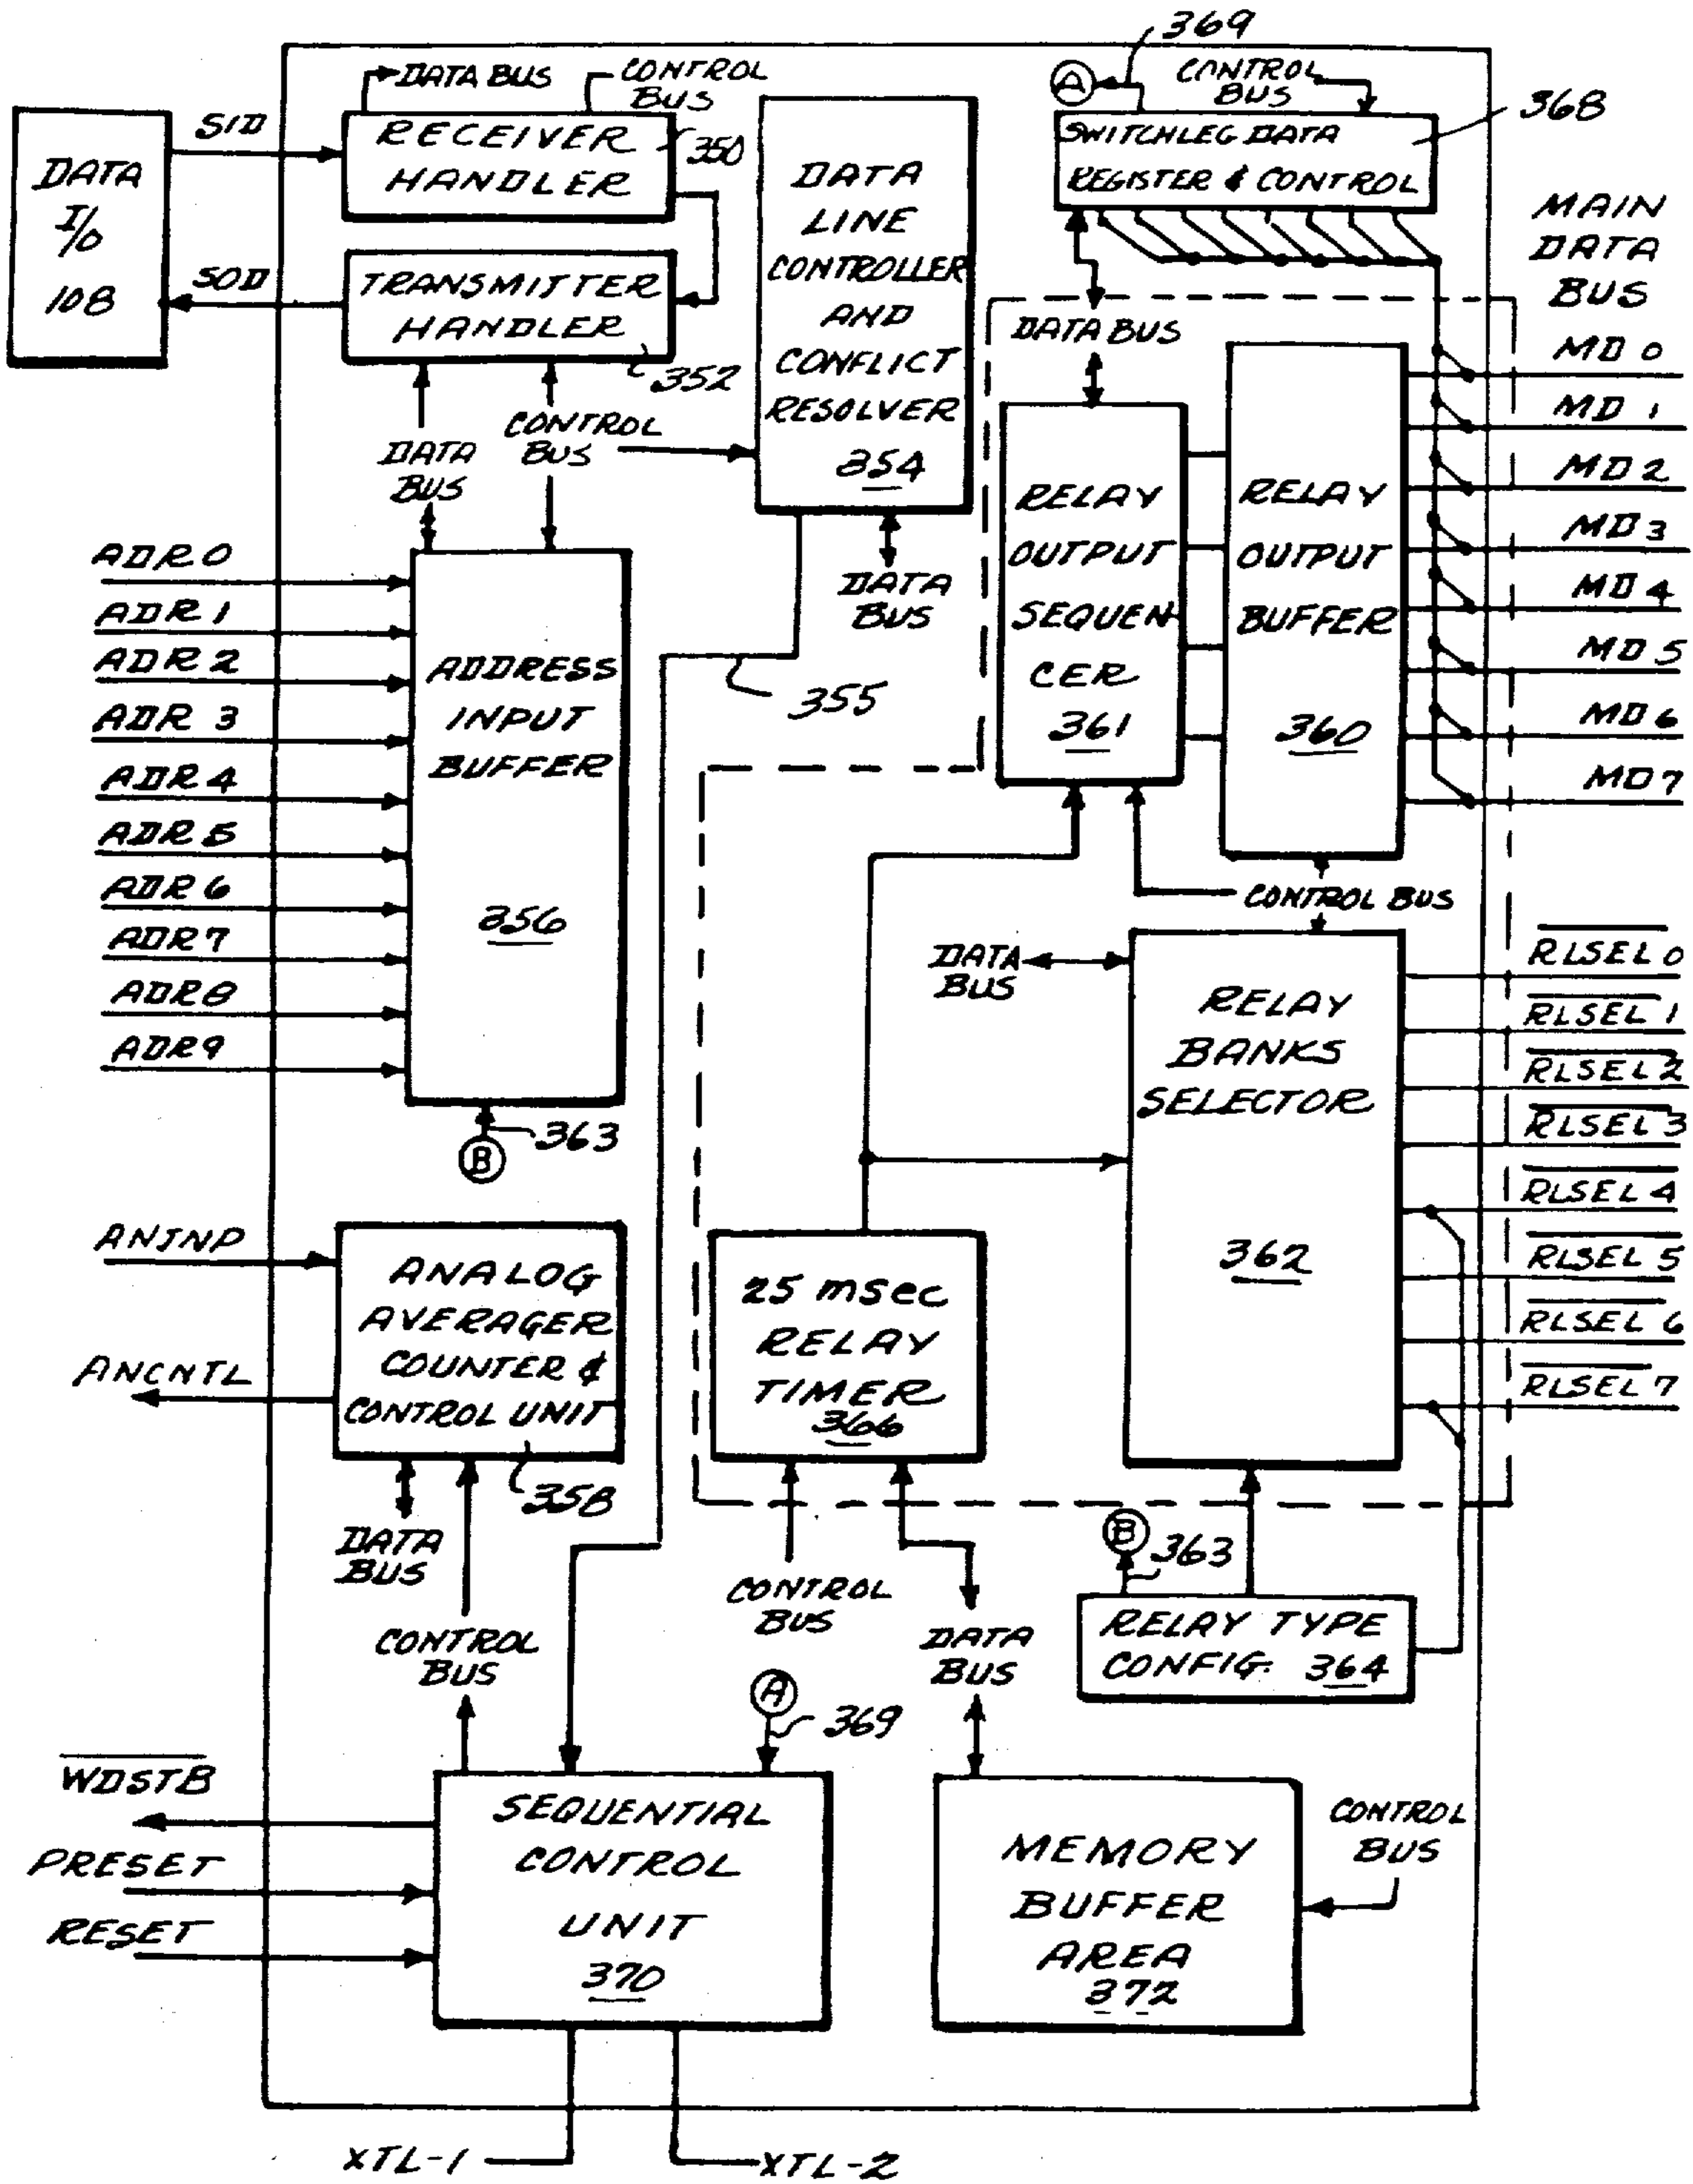 369
DATA BUS
CONTROL
BUS
A
CONTROL
BUS
368
SID
RECEIVER
HANDLER
350
DATA
I/O
108
DATA
LINE
CONTROLLER
AND
CONFLICT
RESOLVER
354
SWITCHLEG DATA
REGISTER & CONTROL
MAIN
DATA
BUS
SOD
TRANSMITTER
HANDLER
352
DATA BUS
DATA
BUS
CONTROL
BUS
DATA
BUS
RELAY
OUTPUT
SEQUEN
CER
361
RELAY
OUTPUT
BUFFER
360
MD 0
MD 1
MD 2
MD 3
MD 4
MD 5
MD 6
MD 7
ADR 0
ADR 1
ADR 2
ADR 3
ADR 4
ADR 5
ADR 6
ADR 7
ADR 8
ADR 9
ADDRESS
INPUT
BUFFER
356
355
363
B
CONTROL BUS
DATA
BUS
RELAY
BANKS
SELECTOR
362
RLSEL 0
RLSEL 1
RLSEL 2
RLSEL 3
RLSEL 4
RLSEL 5
RLSEL 6
RLSEL 7
ANINP
ANCNTL
ANALOG
AVERAGER
COUNTER &
CONTROL UNIT
358
25 msec
RELAY
TIMER
366
DATA
BUS
CONTROL
BUS
CONTROL
BUS
DATA
BUS
B
363
RELAY TYPE
CONFIG. 364
A
369
WDSTB
PRESET
RESET
SEQUENTIAL
CONTROL
UNIT
370
MEMORY
BUFFER
AREA
372
CONTROL
BUS
XTL-1
XTL-2